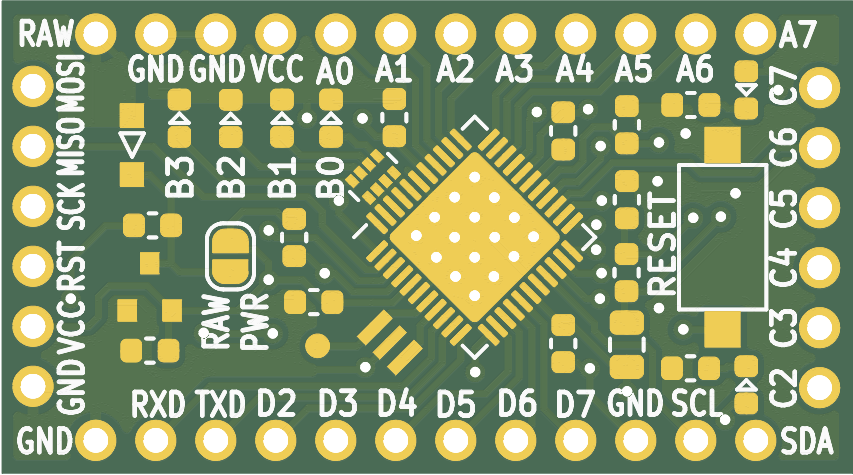 RAW
A7
GND GND VCC A0 A1 A2 A3 A4 A5 A6
MOSI
MISO
SCK
RST
VCC
GND
B3
B2
B1
B0
RAW
PWR
RESET
C7
C6
C5
C4
C3
C2
RXD TXD D2 D3 D4 D5 D6 D7 GND SCL
GND
SDA